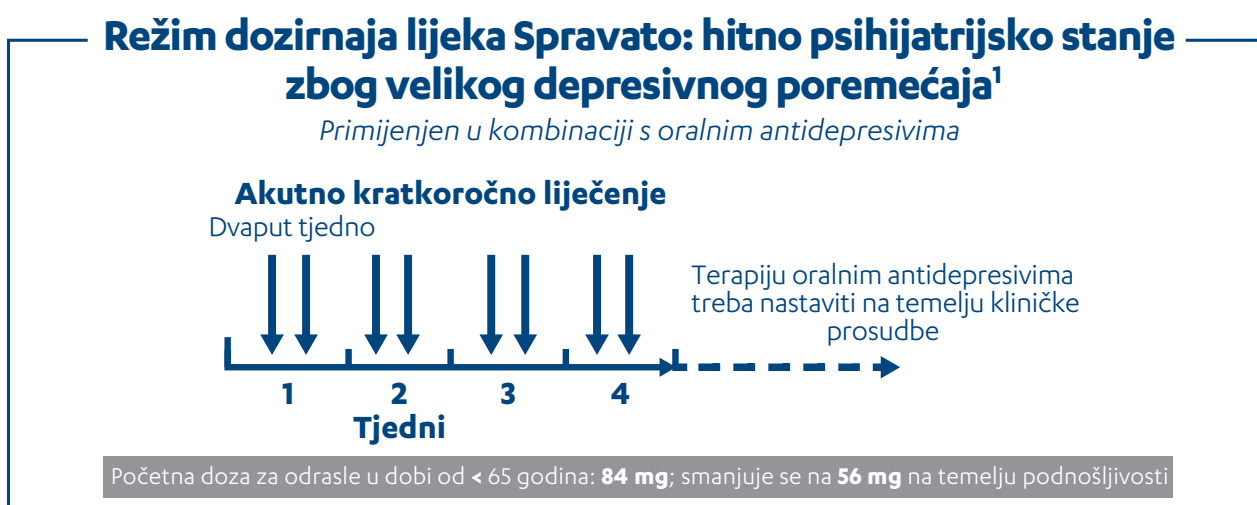 Režim dozirnaja lijeka Spravato: hitno psihijatrijsko stanje
zbog velikog depresivnog poremećaja¹
Primijenjen u kombinaciji s oralnim antidepresivima
Akutno kratkoročno liječenje
Dvaput tjedno
Terapiju oralnim antidepresivima
treba nastaviti na temelju kliničke
prosudbe
1 2 3 4
Tjedni
Početna doza za odrasle u dobi od < 65 godina: 84 mg; smanjuje se na 56 mg na temelju podnošljivosti